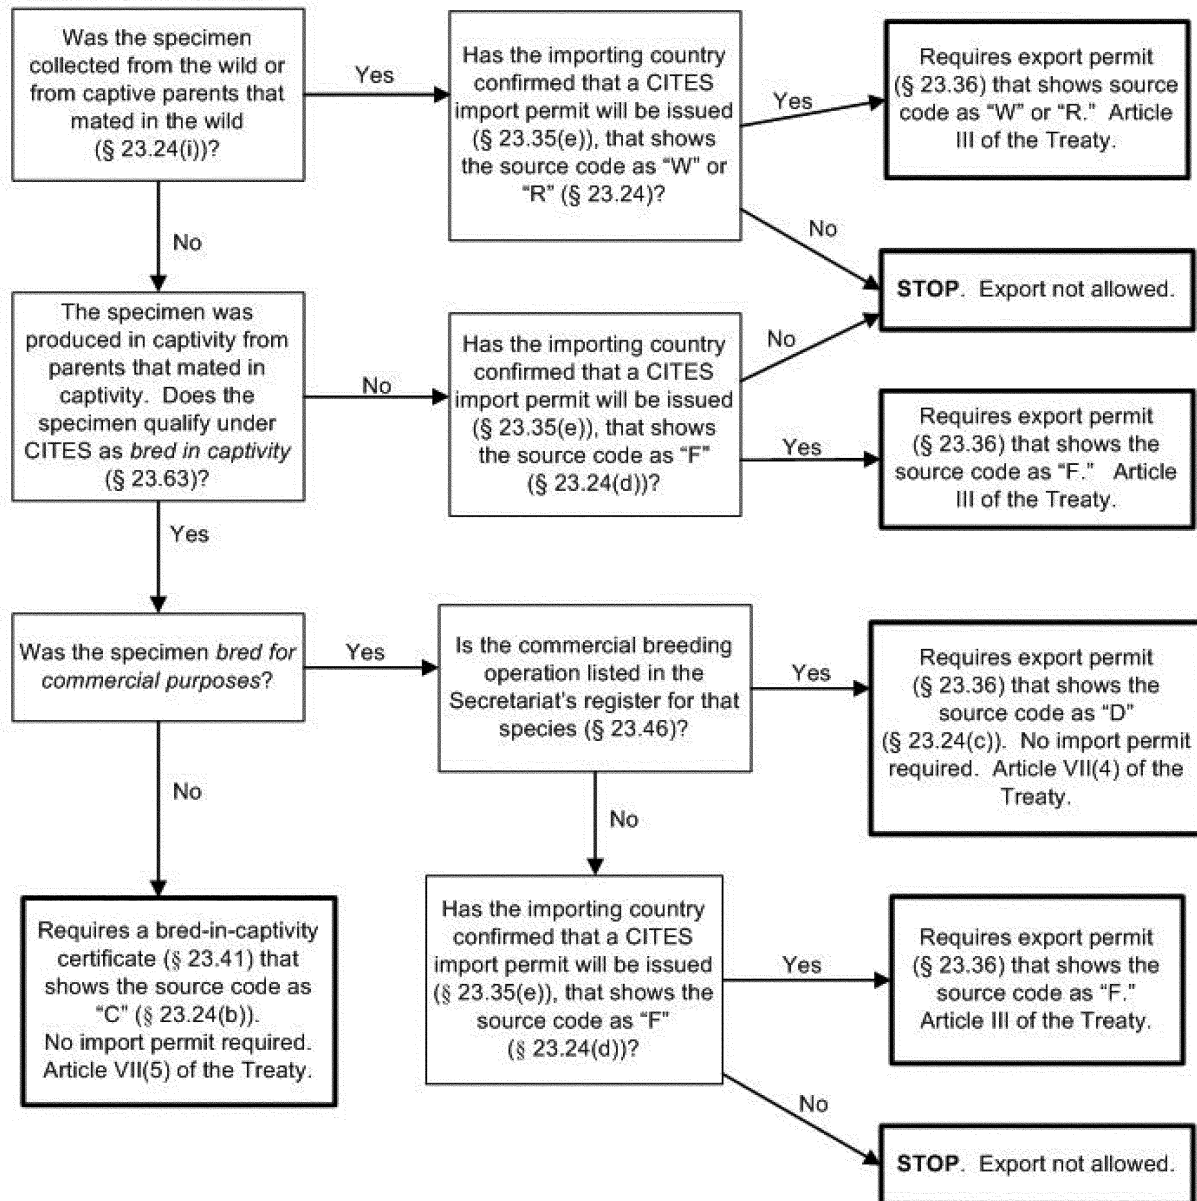 Was the specimen
collected from the wild or
from captive parents that
mated in the wild
(§ 23.24(i))?
Yes
Has the importing country
confirmed that a CITES
import permit will be issued
(§ 23.35(e)), that shows
the source code as “W” or
“R” (§ 23.24)?
Yes
Requires export permit
(§ 23.36) that shows source
code as “W” or “R.” Article
III of the Treaty.
No
No
STOP. Export not allowed.
The specimen was
produced in captivity from
parents that mated in
captivity. Does the
specimen qualify under
CITES as bred in captivity
(§ 23.63)?
No
Has the importing country
confirmed that a CITES
import permit will be issued
(§ 23.35(e)), that shows
the source code as “F”
(§ 23.24(d))?
No
Yes
Requires export permit
(§ 23.36) that shows the
source code as “F.” Article
III of the Treaty.
Yes
Was the specimen bred for
commercial purposes?
Yes
Is the commercial breeding
operation listed in the
Secretariat’s register for that
species (§ 23.46)?
Yes
Requires export permit
(§ 23.36) that shows the
source code as “D”
(§ 23.24(c)). No import permit
required. Article VII(4) of the
Treaty.
No
No
Requires a bred-in-captivity
certificate (§ 23.41) that
shows the source code as
“C” (§ 23.24(b)).
No import permit required.
Article VII(5) of the Treaty.
Has the importing country
confirmed that a CITES
import permit will be issued
(§ 23.35(e)), that shows the
source code as “F”
(§ 23.24(d))?
Yes
Requires export permit
(§ 23.36) that shows the
source code as “F.”
Article III of the Treaty.
No
STOP. Export not allowed.